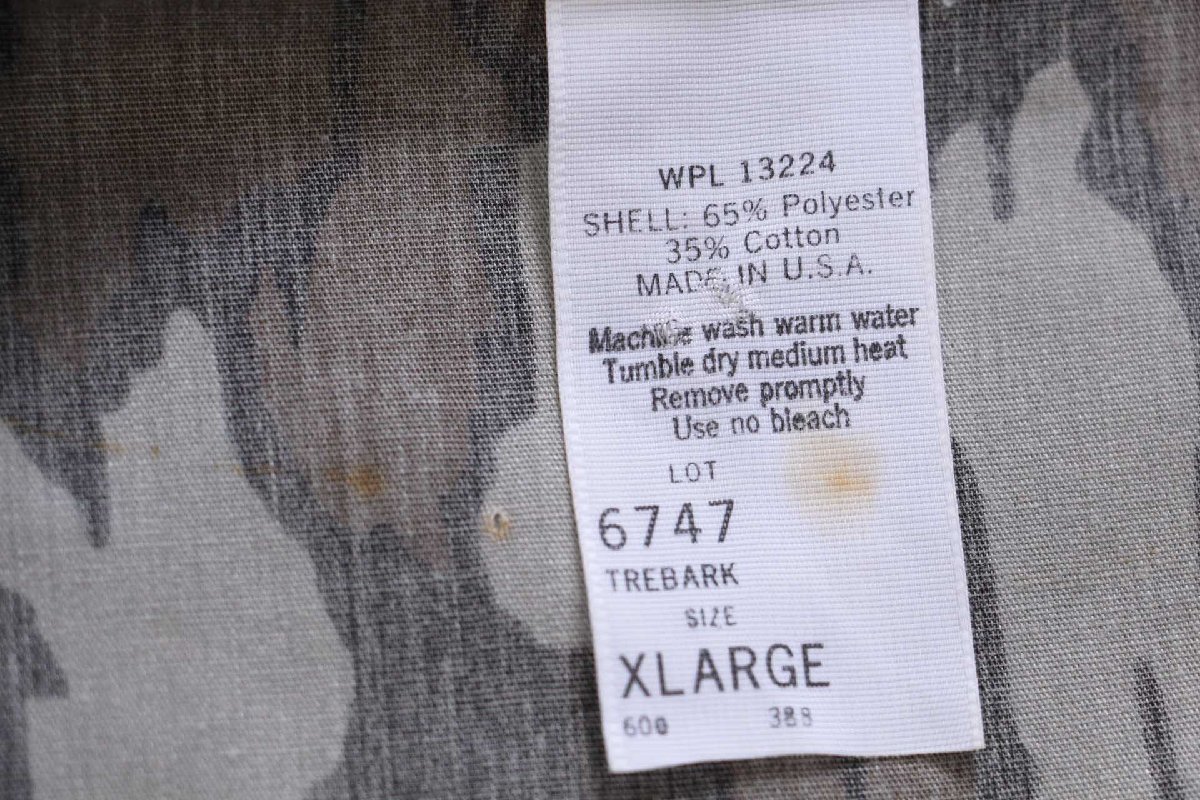 WPL 13224
SHELL: 65% Polyester
35% Cotton
MADE IN U.S.A.
Machine wash warm water
Tumble dry medium heat
Remove promptly
Use no bleach
LOT
6747
TREBARK
SIZE
XLARGE
600 388